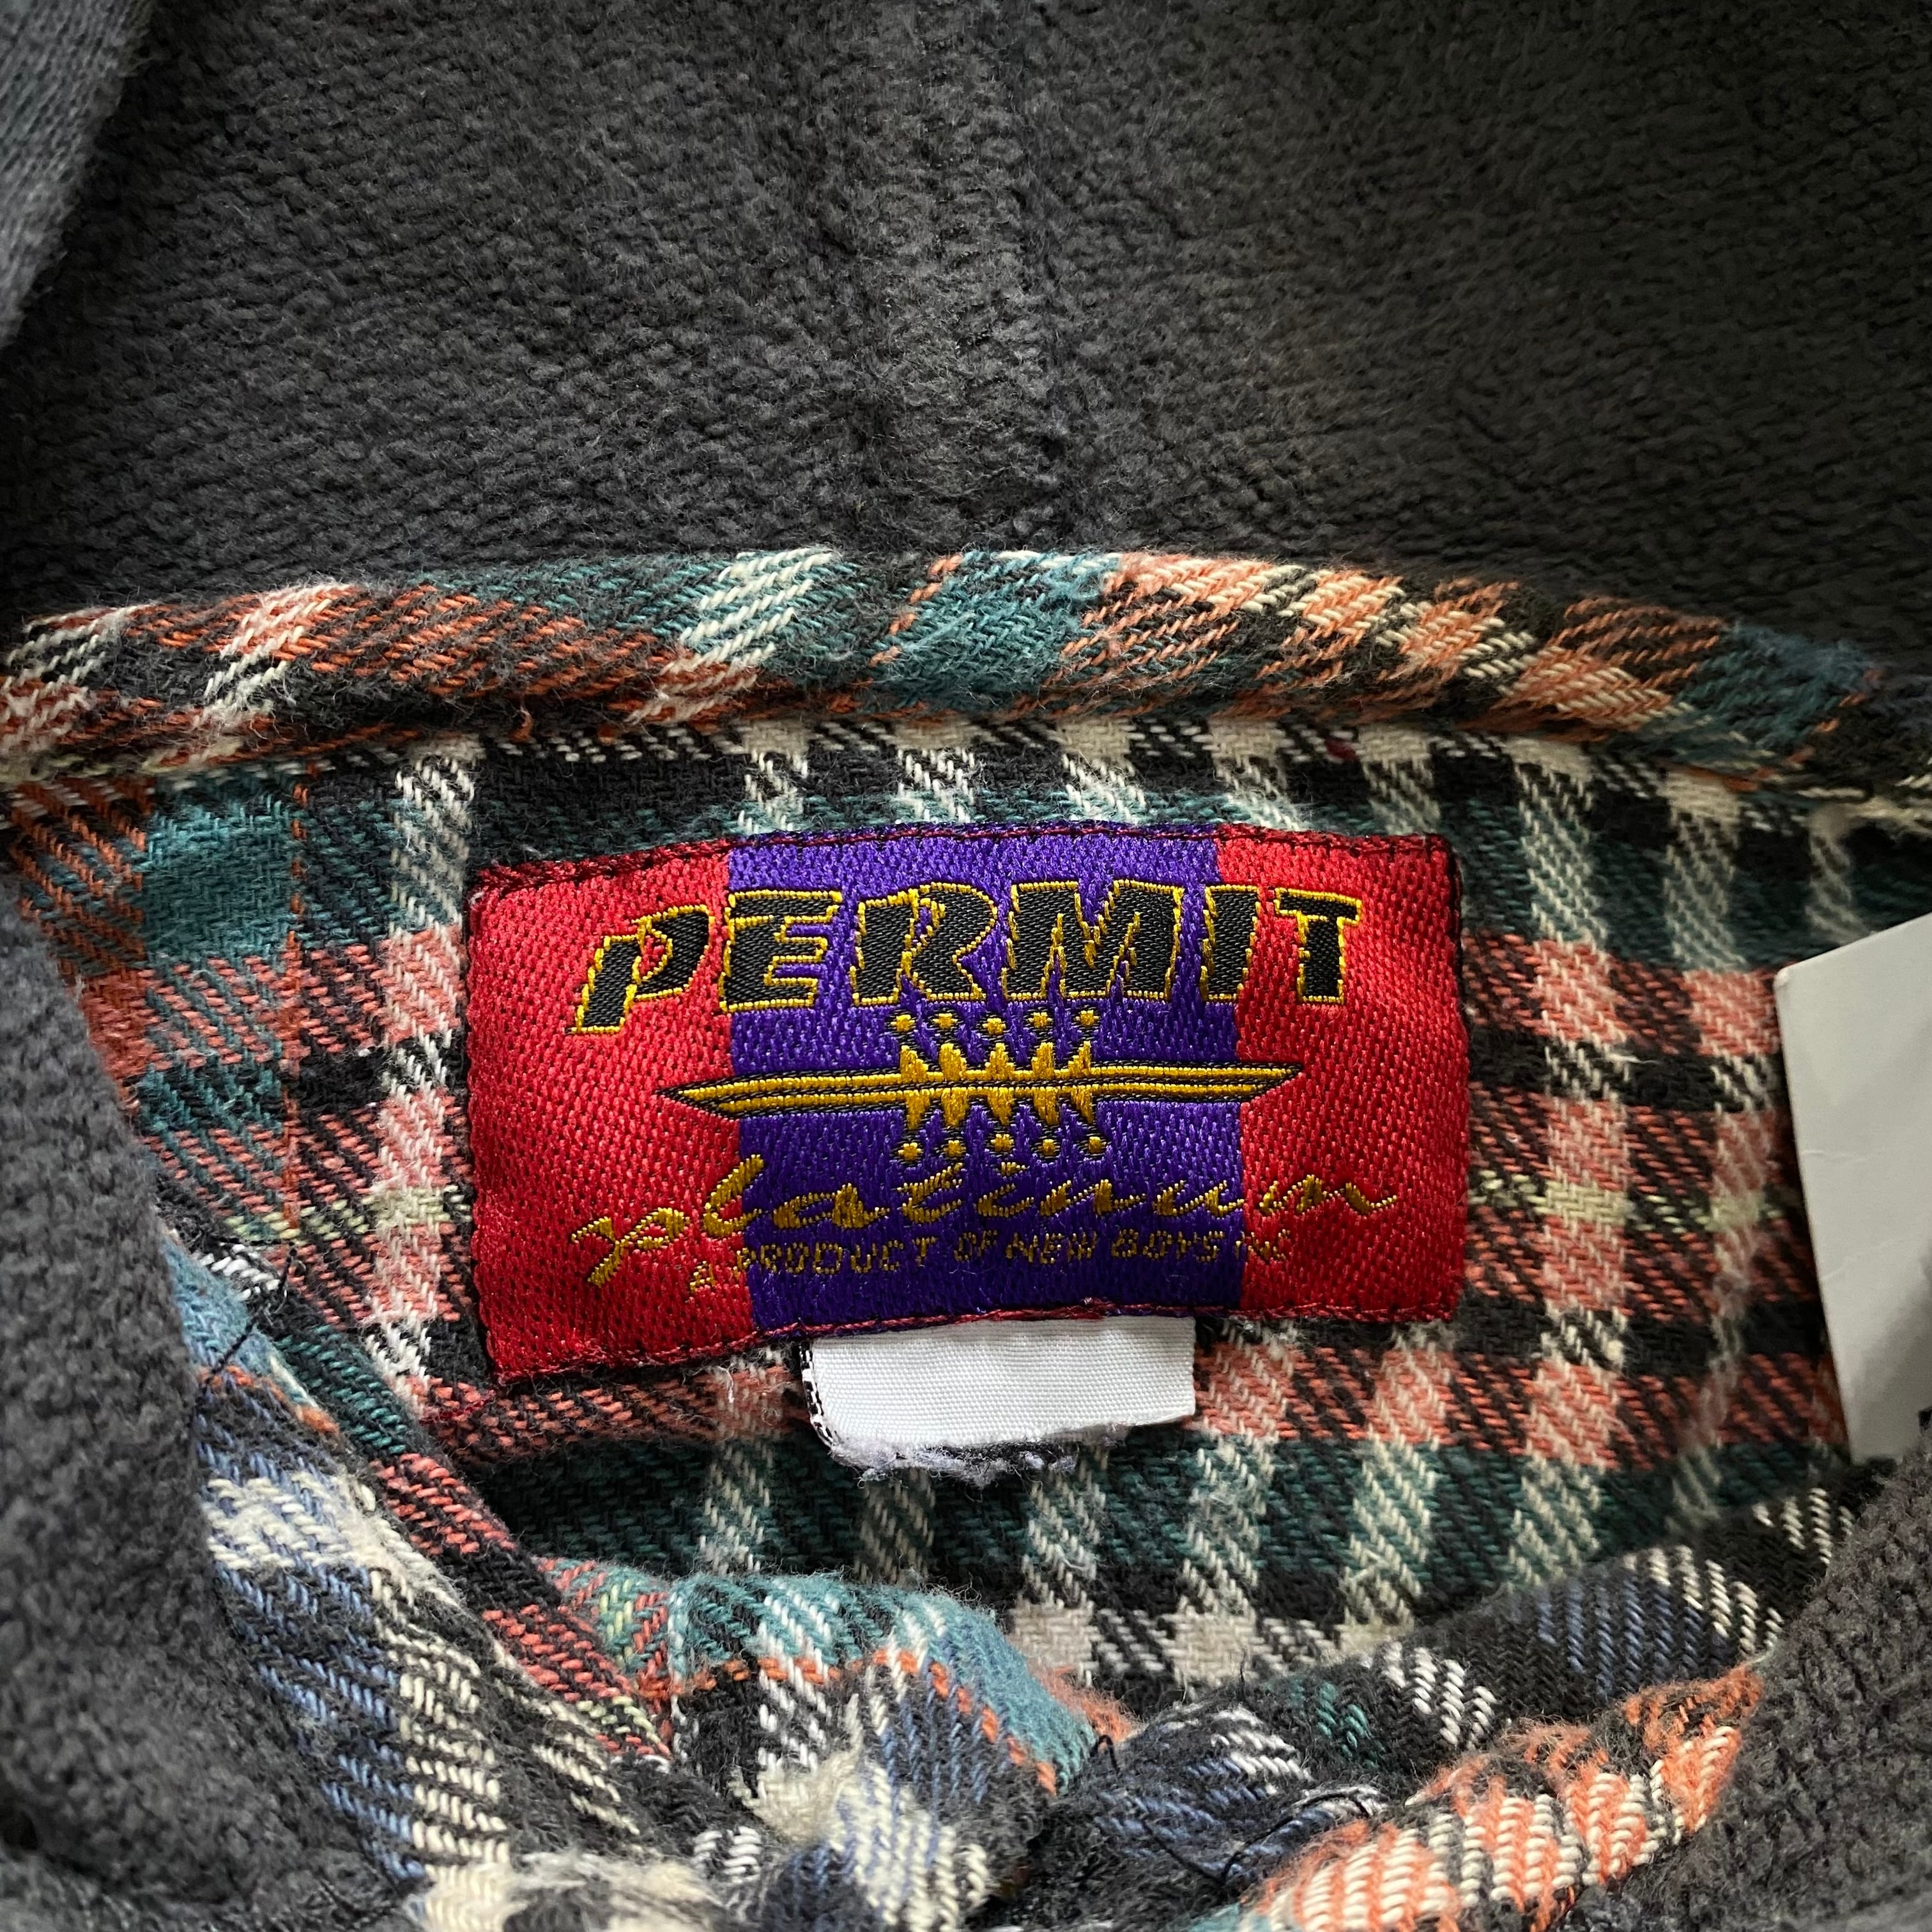 PERMIT
platinum
A PRODUCT OF NEW BOYS INC.